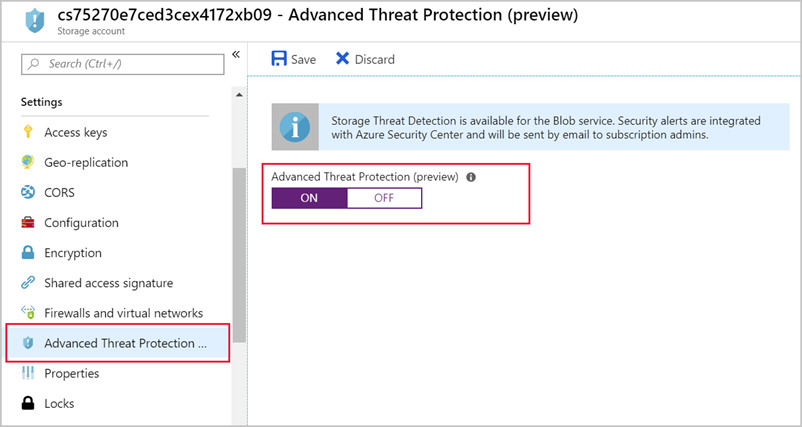 cs75270e7ced3cex4172xb09 - Advanced Threat Protection (preview)
Storage account
Search (Ctrl+/)
Settings
Access keys
Geo-replication
CORS
Configuration
Encryption
Shared access signature
Firewalls and virtual networks
Advanced Threat Protection ...
Properties
Locks
Save Discard
Storage Threat Detection is available for the Blob service. Security alerts are integrated
with Azure Security Center and will be sent by email to subscription admins.
Advanced Threat Protection (preview)
ON OFF